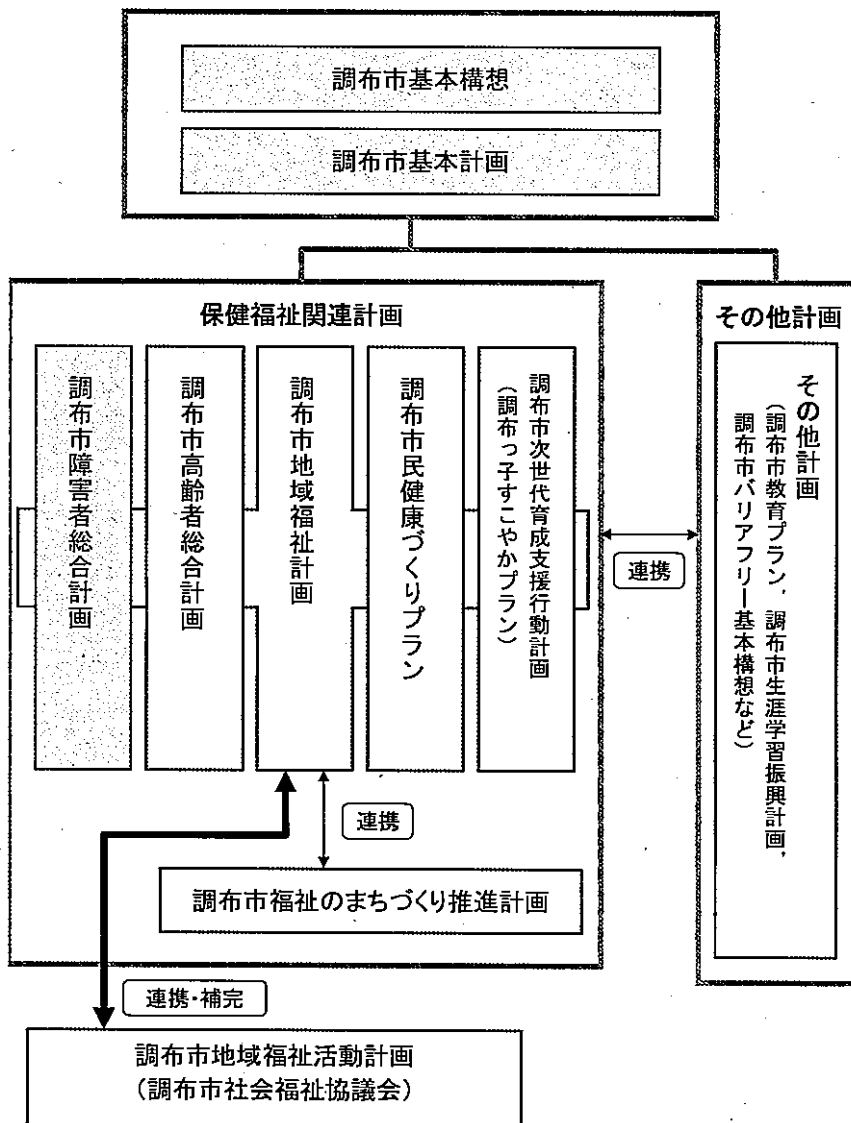 調布市基本構想
調布市基本計画
保健福祉関連計画
調布市障害者総合計画
調布市高齢者総合計画
調布市地域福祉計画
調布市民健康づくりプラン
調布市次世代育成支援行動計画
（調布っ子すこやかプラン）
連携
その他計画
その他計画
（調布市教育プラン，調布市生涯学習振興計画，
調布市バリアフリー基本構想など）
連携
調布市福祉のまちづくり推進計画
連携・補完
調布市地域福祉活動計画
（調布市社会福祉協議会）